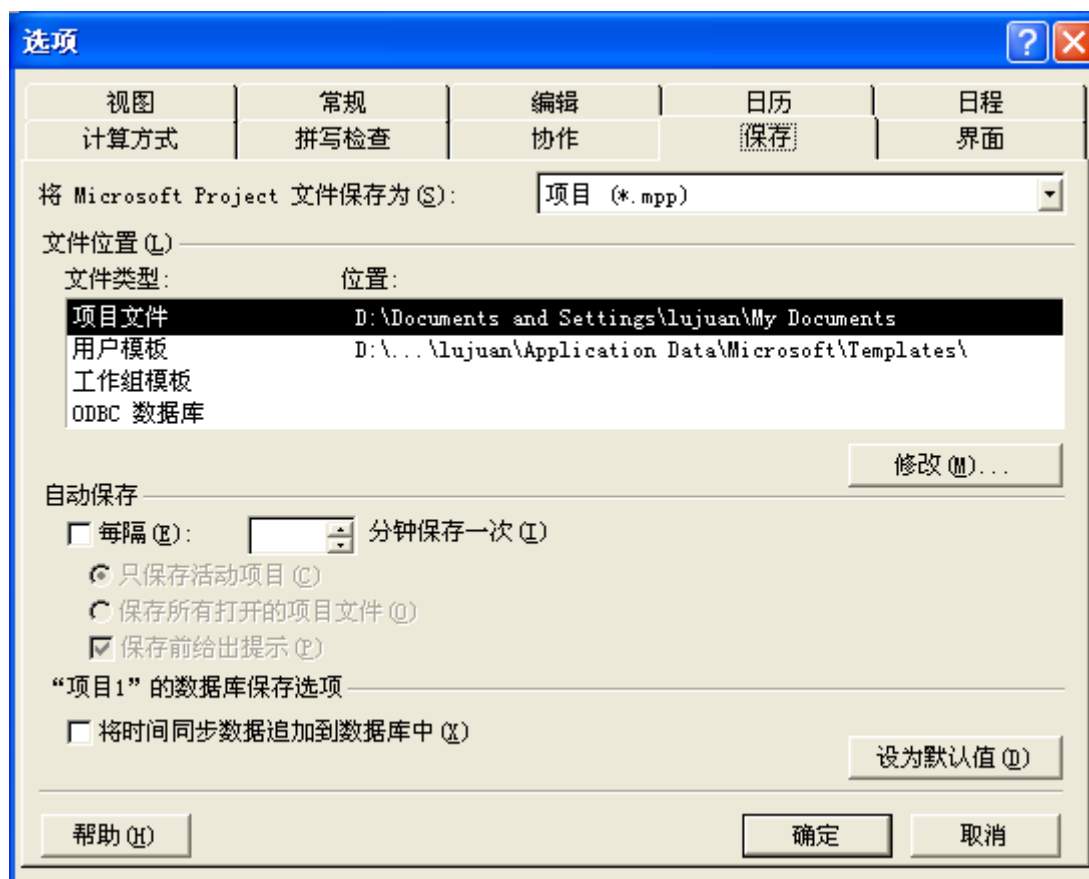 选项
视图 常规 编辑 日历 日程
计算方式 拼写检查 协作 保存 界面
将 Microsoft Project 文件保存为(S): 项目 (*.mpp)
文件位置(L)
文件类型: 位置:
项目文件 D:\Documents and Settings\lujuan\My Documents
用户模板 D:\...\lujuan\Application Data\Microsoft\Templates\
工作组模板
ODBC 数据库
修改(M)...
自动保存
每隔(E): 分钟保存一次(I)
只保存活动项目(C)
保存所有打开的项目文件(O)
保存前给出提示(P)
“项目1”的数据库保存选项
将时间同步数据追加到数据库中(X)
设为默认值(D)
帮助(H) 确定 取消